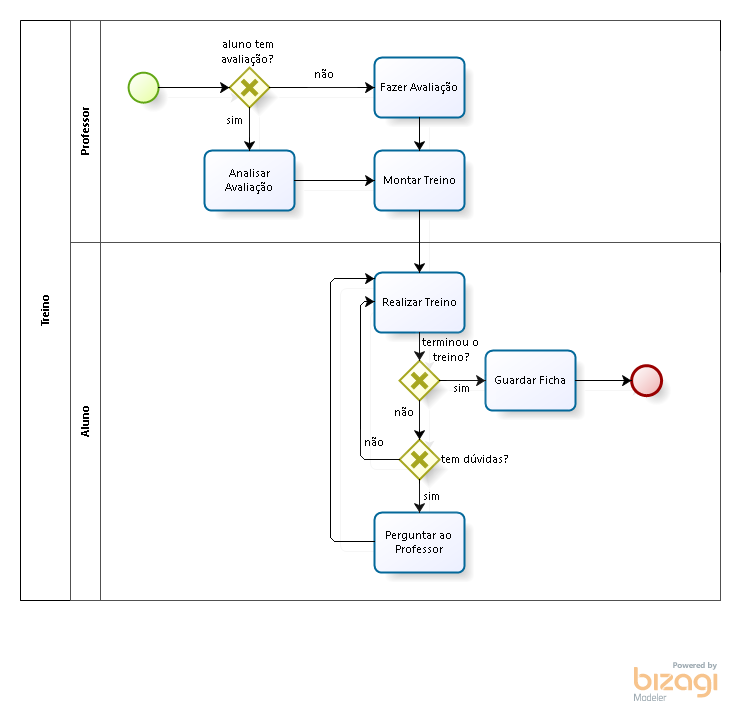 Treino
Professor
aluno tem
avaliação?
não
Fazer Avaliação
sim
Analisar
Avaliação
Montar Treino
Aluno
Realizar Treino
terminou o
treino?
sim
Guardar Ficha
não
não
tem dúvidas?
sim
Perguntar ao
Professor
Powered by
bizagi
Modeler